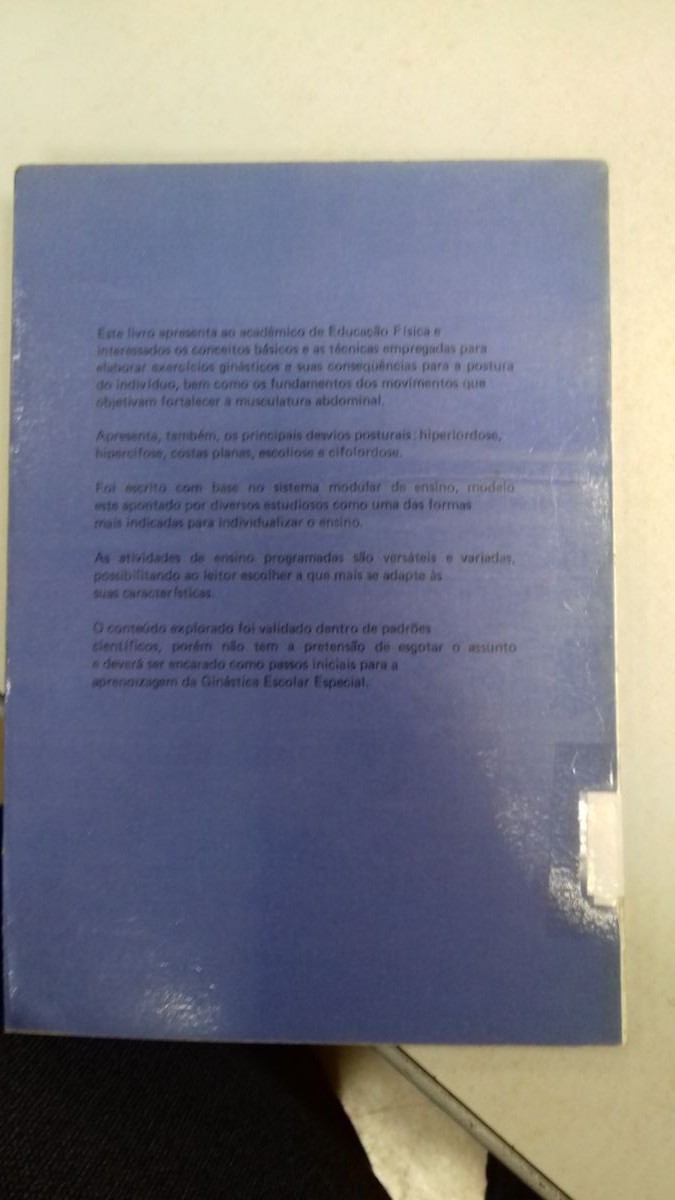 Este livro apresenta ao acadêmico de Educação Física e
interessados os conceitos básicos e as técnicas empregadas para
elaborar exercícios ginásticos e suas conseqüências para a postura
do indivíduo, bem como os fundamentos dos movimentos que
objetivam fortalecer a musculatura abdominal.
Apresenta, também, os principais desvios posturais: hiperlordose,
hipercifose, costas planas, escoliose e cifolordose.
Foi escrito com base no sistema modular de ensino, modelo
este apontado por diversos estudiosos como uma das formas
mais indicadas para individualizar o ensino.
As atividades de ensino programadas são versáteis e variadas,
possibilitando ao leitor escolher a que mais se adapte às
suas características.
O conteúdo explorado foi validado dentro de padrões
científicos, porém não tem a pretensão de esgotar o assunto
e deverá ser encarado como passos iniciais para a
aprendizagem da Ginástica Escolar Especial.